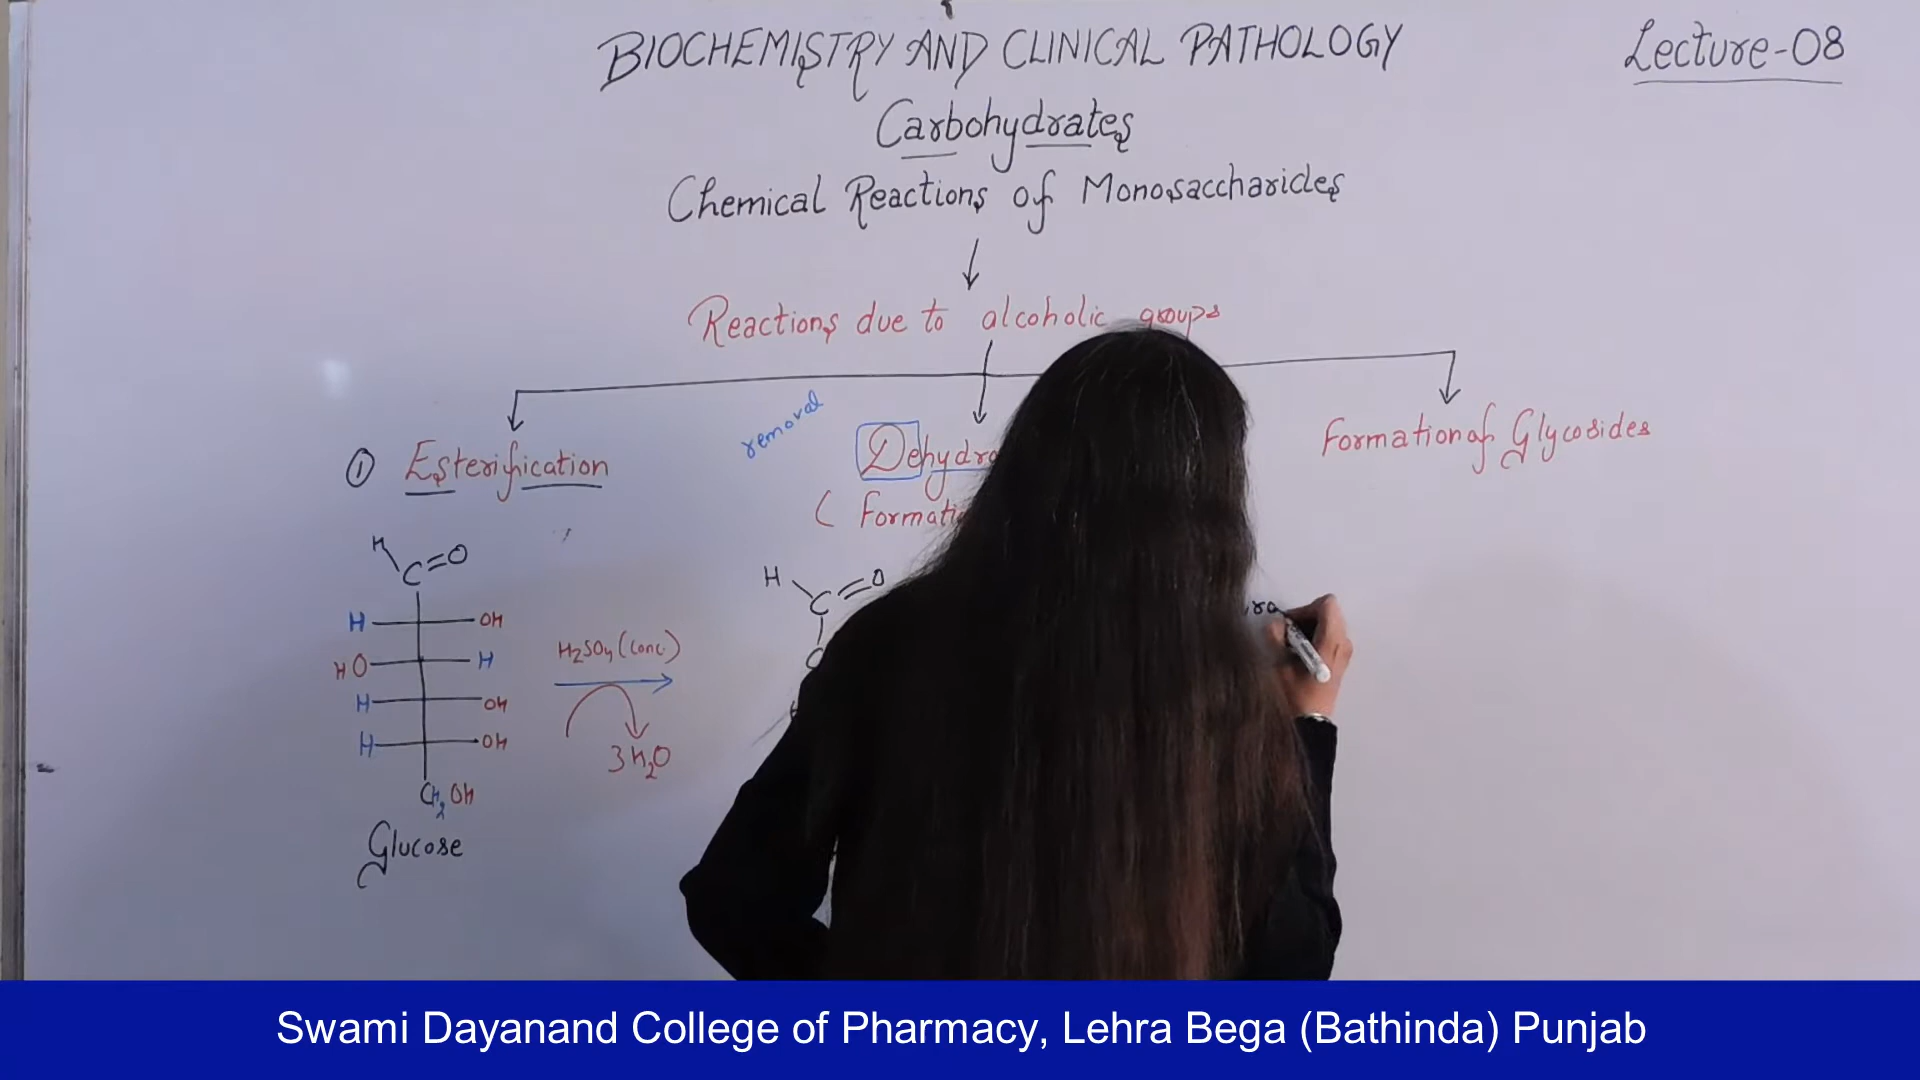 BIOCHEMISTRY AND CLINICAL PATHOLOGY
Lecture-08
Carbohydrates
Chemical Reactions of Monosaccharides
Reactions due to alcoholic groups
removal
① Esterification
Dehydra
Formation of Glycosides
( Formati
H
C=O
H OH
HO H
H OH
H OH
CH2OH
Glucose
H2SO4 (conc.)
3H2O
H
C=O
Swami Dayanand College of Pharmacy, Lehra Bega (Bathinda) Punjab